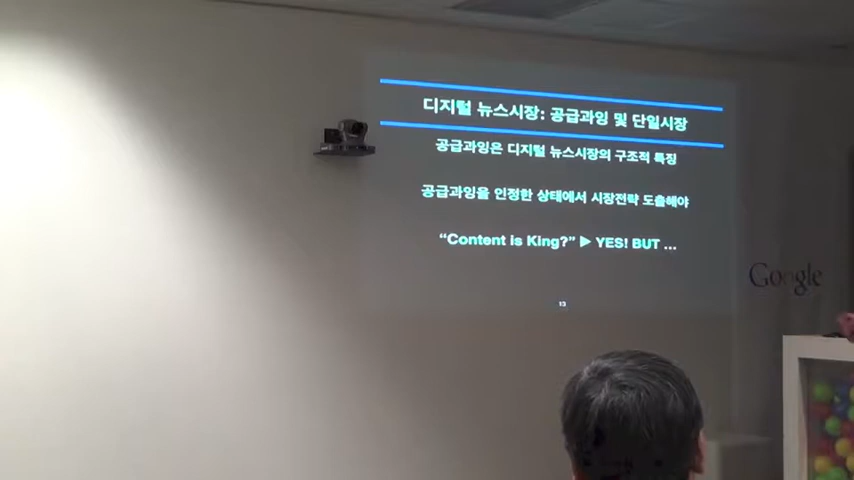 디지털 뉴스시장: 공급과잉 및 단일시장
공급과잉은 디지털 뉴스시장의 구조적 특징
공급과잉을 인정한 상태에서 시장전략 도출해야
“Content is King?” ▶ YES! BUT ...
13
Google